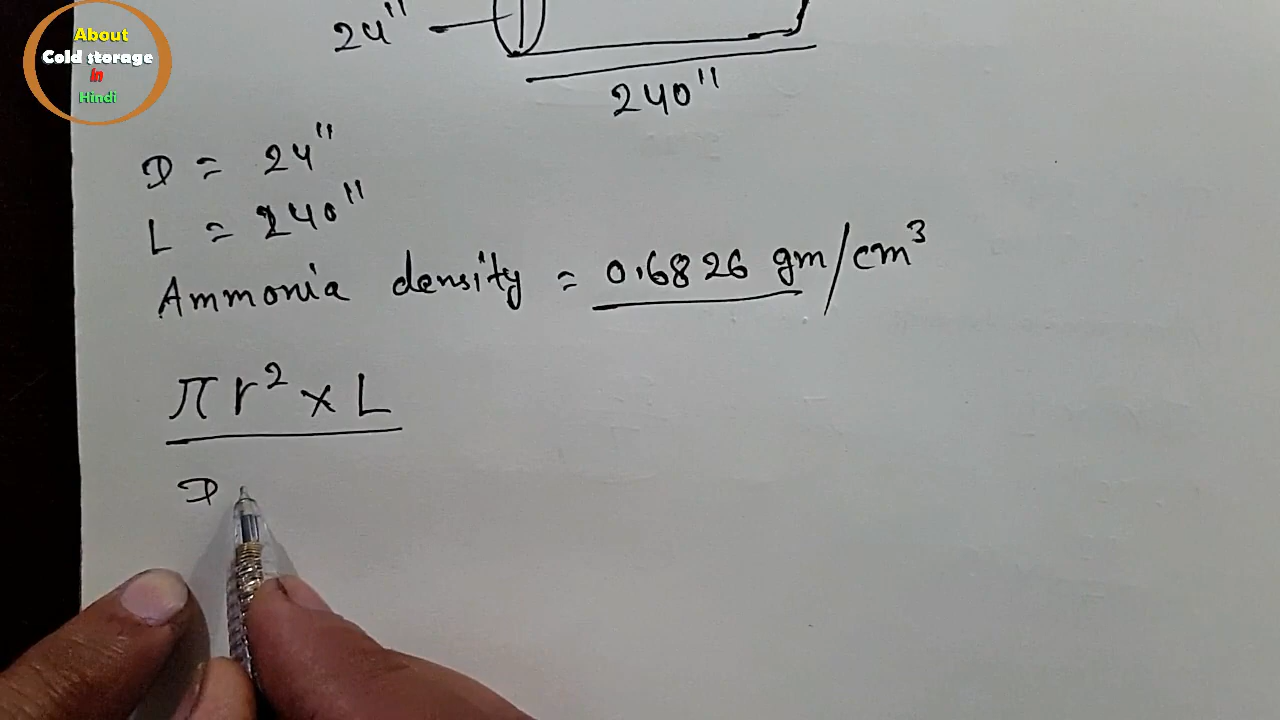 About
Cold storage
in
Hindi
24"
240"
D = 24"
L = 240"
Ammonia density = 0.6826 gm/cm³
πr² × L
D